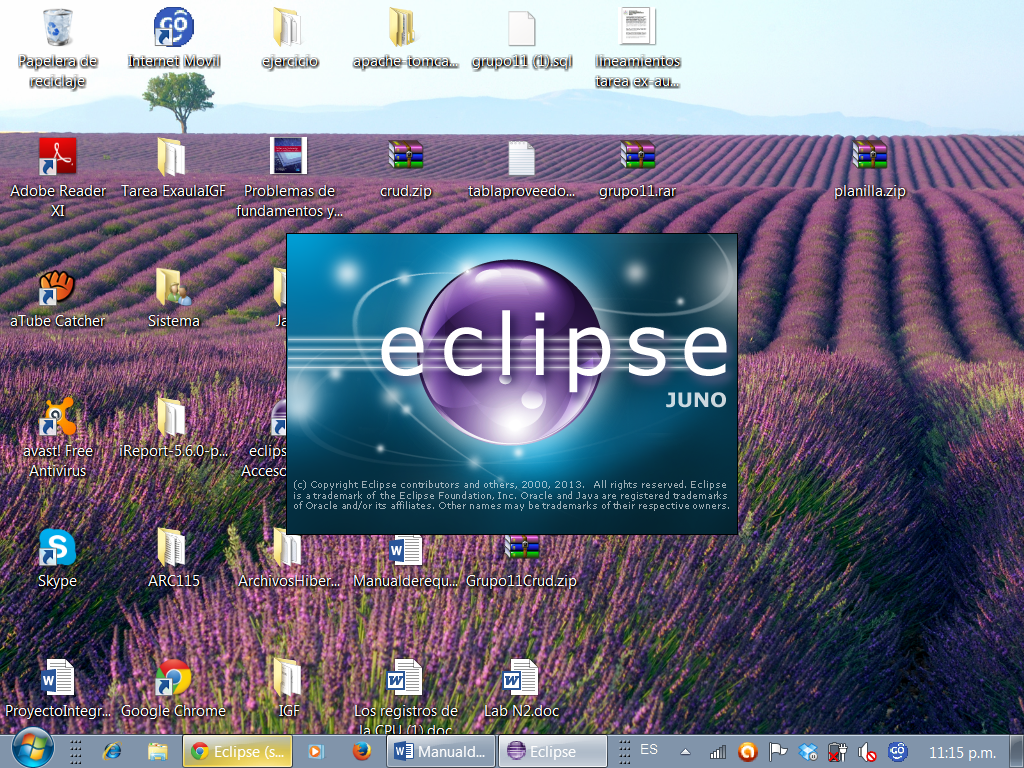 Papelera de
reciclaje
Internet Movil
ejercicio
apache-tomca...
grupo11 (1).sql
lineamientos
tarea ex-au...
Adobe Reader
XI
Tarea ExaulaIGF
Problemas de
fundamentos y...
crud.zip
tablaproveedo...
grupo11.rar
planilla.zip
aTube Catcher
Sistema
Ja
eclipse
JUNO
(c) Copyright Eclipse contributors and others, 2000, 2013. All rights reserved. Eclipse
is a trademark of the Eclipse Foundation, Inc. Oracle and Java are registered trademarks
of Oracle and/or its affiliates. Other names may be trademarks of their respective owners.
avast! Free
Antivirus
iReport-5.6.0-p...
eclips
Acceso
Skype
ARC115
ArchivosHiber...
Manualderequ...
Grupo11Crud.zip
ProyectoIntegr...
Google Chrome
IGF
Los registros de
la CPU (1).doc
Lab N2.doc
Eclipse (s...
Manuald...
Eclipse
ES
11:15 p.m.